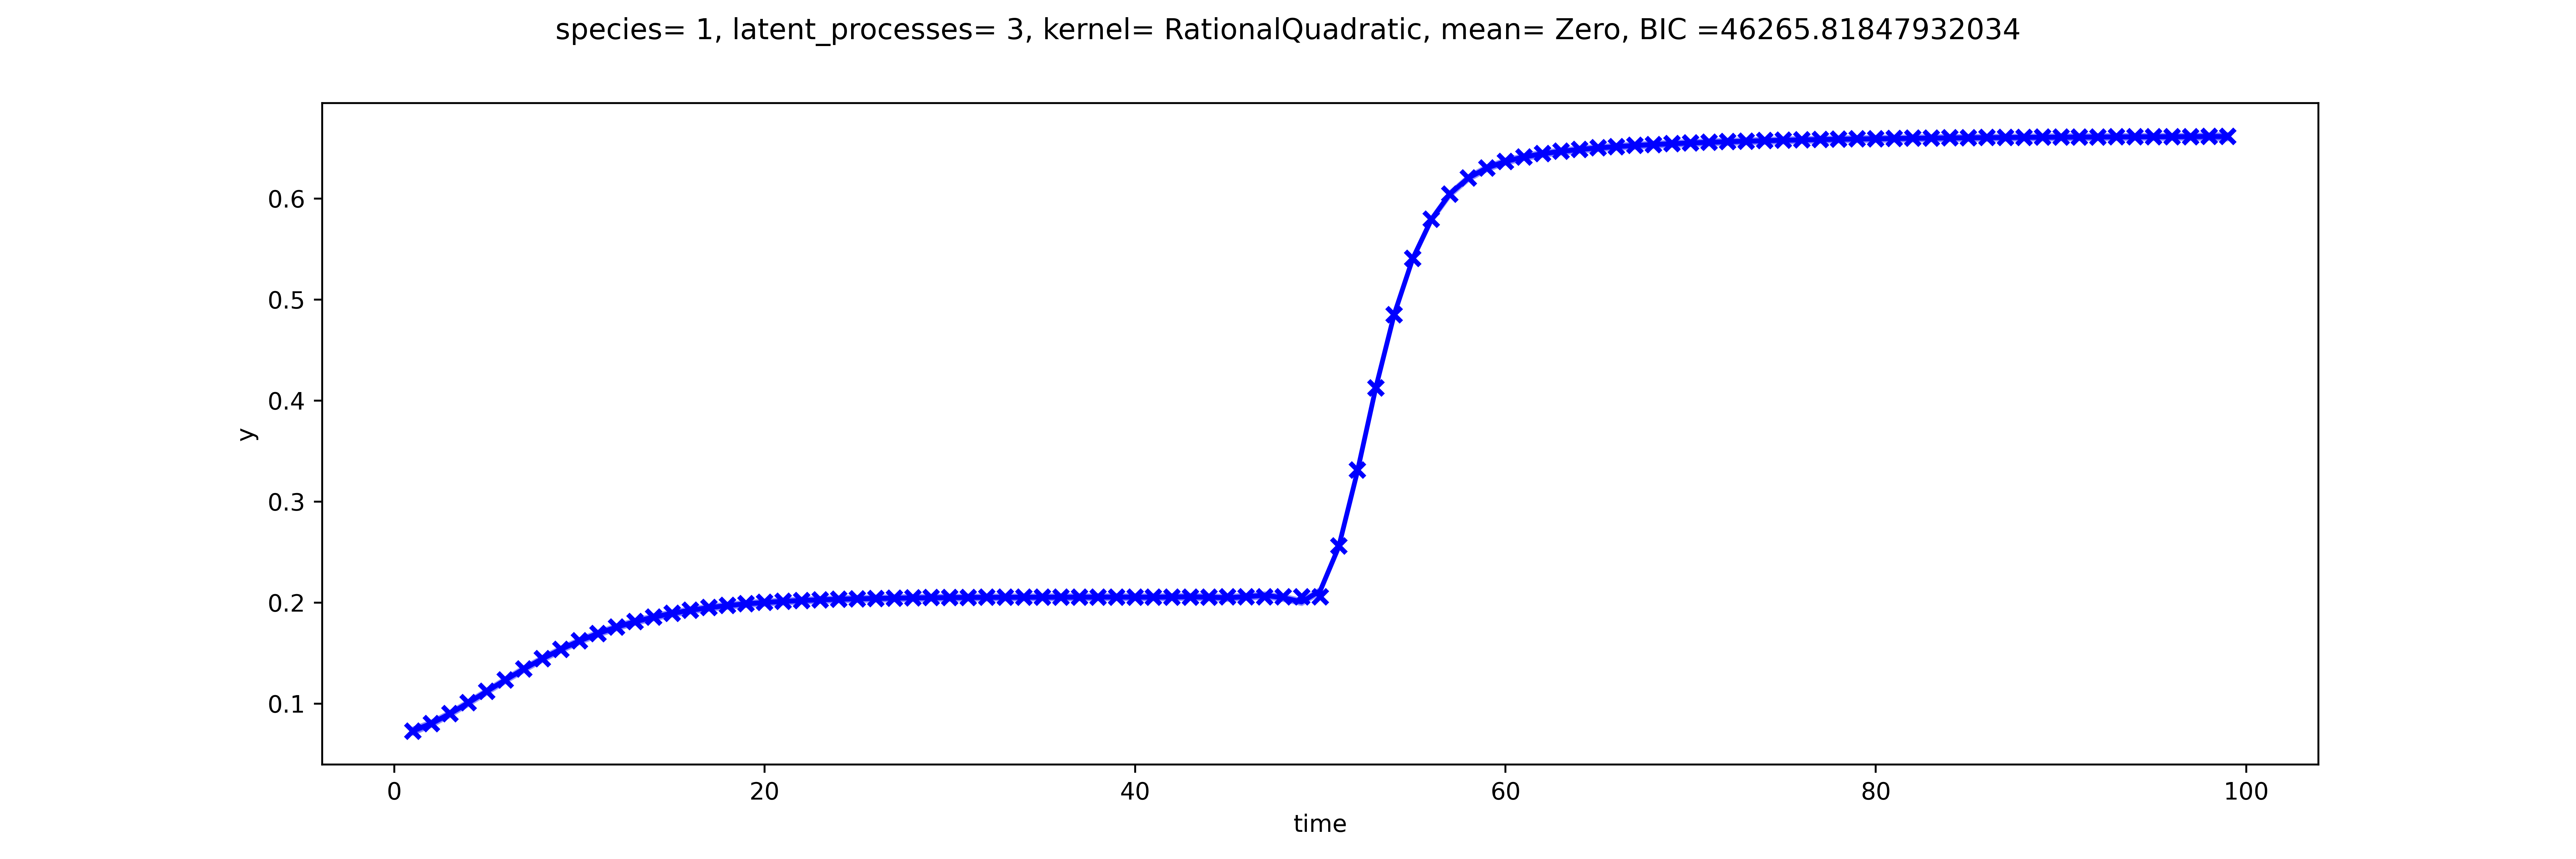 species= 1, latent_processes= 3, kernel= RationalQuadratic, mean= Zero, BIC =46265.81847932034
0.6
0.5
0.4
0.3
0.2
0.1
y
0 20 40 60 80 100
time